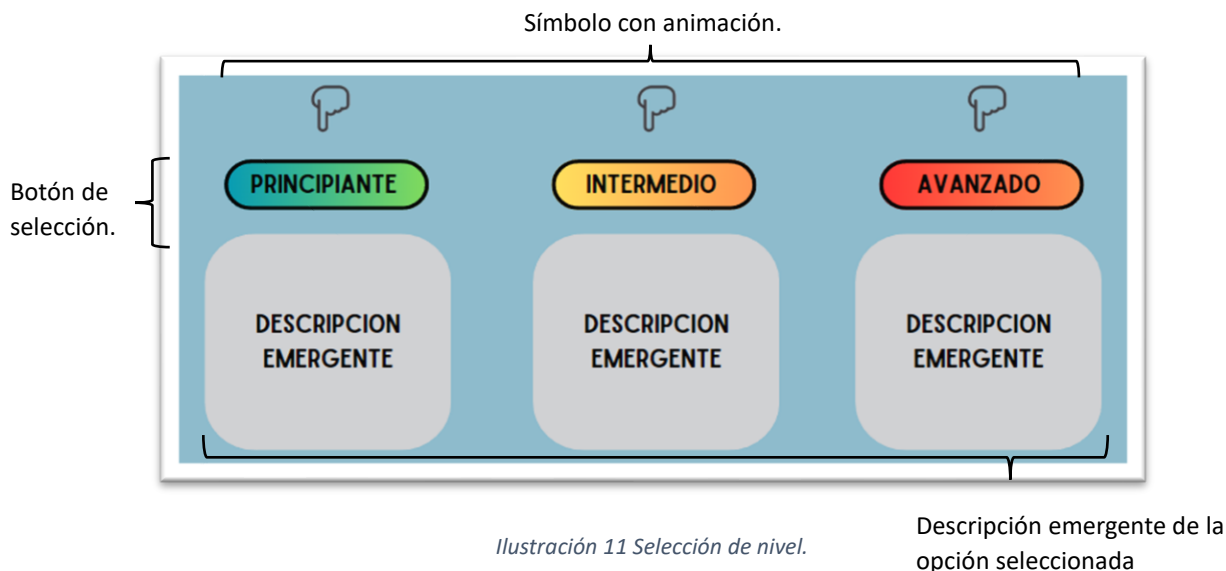 Símbolo con animación.
Botón de
selección.
PRINCIPIANTE
INTERMEDIO
AVANZADO
DESCRIPCION
EMERGENTE
DESCRIPCION
EMERGENTE
DESCRIPCION
EMERGENTE
Ilustración 11 Selección de nivel.
Descripción emergente de la
opción seleccionada